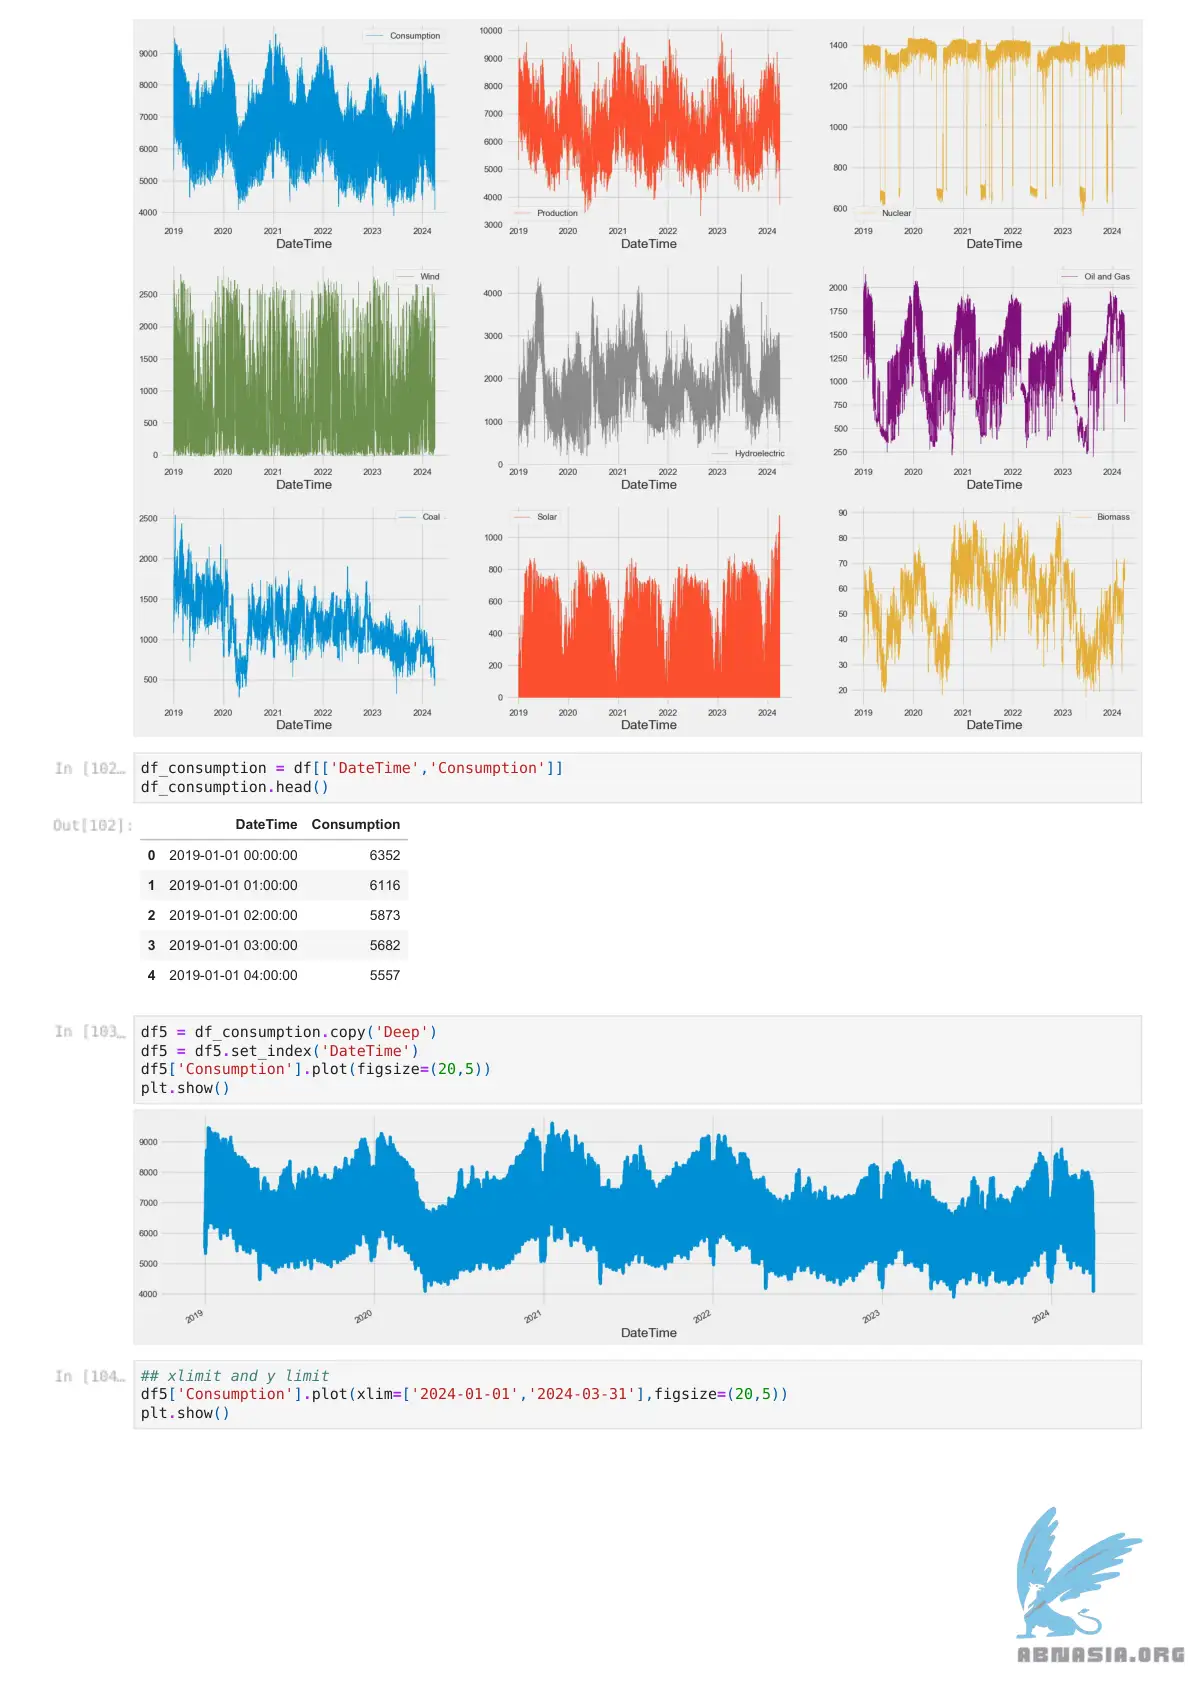 Consumption
9000
8000
7000
6000
5000
4000
2019 2020 2021 2022 2023 2024
DateTime
10000
9000
8000
7000
6000
5000
4000
3000
Production
2019 2020 2021 2022 2023 2024
DateTime
1400
1200
1000
800
600
Nuclear
2019 2020 2021 2022 2023 2024
DateTime
Wind
2500
2000
1500
1000
500
0
2019 2020 2021 2022 2023 2024
DateTime
4000
3000
2000
1000
0
Hydroelectric
2019 2020 2021 2022 2023 2024
DateTime
Oil and Gas
2000
1750
1500
1250
1000
750
500
250
2019 2020 2021 2022 2023 2024
DateTime
Coal
2500
2000
1500
1000
500
2019 2020 2021 2022 2023 2024
DateTime
Solar
1000
800
600
400
200
0
2019 2020 2021 2022 2023 2024
DateTime
Biomass
90
80
70
60
50
40
30
20
2019 2020 2021 2022 2023 2024
DateTime
In [102… df_consumption = df[['DateTime','Consumption']]
df_consumption.head()
Out[102]: DateTime Consumption
0 2019-01-01 00:00:00 6352
1 2019-01-01 01:00:00 6116
2 2019-01-01 02:00:00 5873
3 2019-01-01 03:00:00 5682
4 2019-01-01 04:00:00 5557
In [103… df5 = df_consumption.copy('Deep')
df5 = df5.set_index('DateTime')
df5['Consumption'].plot(figsize=(20,5))
plt.show()
9000
8000
7000
6000
5000
4000
2019 2020 2021 2022 2023 2024
DateTime
In [104… ## xlimit and y limit
df5['Consumption'].plot(xlim=['2024-01-01','2024-03-31'],figsize=(20,5))
plt.show()
ABNASIA.ORG